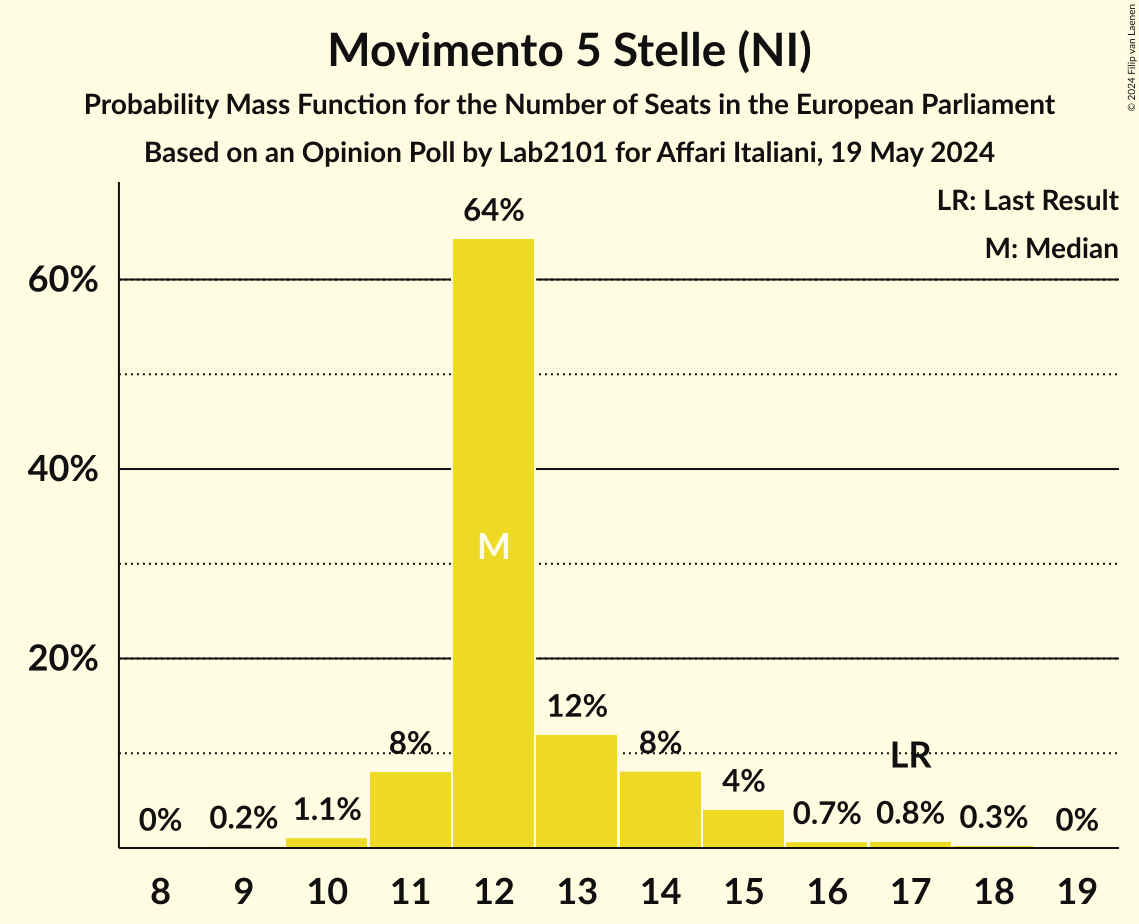 Movimento 5 Stelle (NI)
Probability Mass Function for the Number of Seats in the European Parliament
Based on an Opinion Poll by Lab2101 for Affari Italiani, 19 May 2024
© 2024 Filip van Laenen
LR: Last Result
M: Median
60%
40%
20%
0%
0.2%
1.1%
8%
64%
M
12%
8%
4%
0.7%
LR
0.8%
0.3%
0%
8 9 10 11 12 13 14 15 16 17 18 19